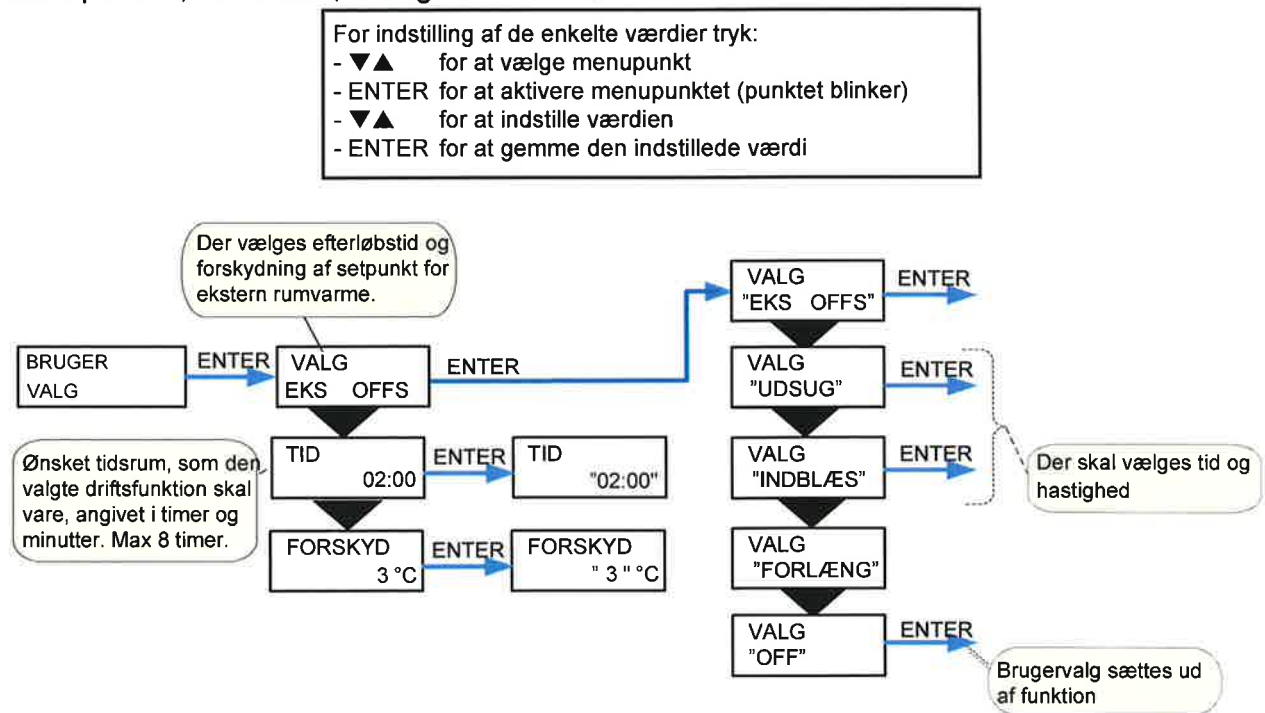 For indstilling af de enkelte værdier tryk:
- ▼▲ for at vælge menupunkt
- ENTER for at aktivere menupunktet (punktet blinker)
- ▼▲ for at indstille værdien
- ENTER for at gemme den indstillede værdi
Der vælges efterløbstid og
forskydning af setpunkt for
ekstern rumvarme.
BRUGER
VALG
ENTER
VALG
EKS OFFS
ENTER
Ønsket tidsrum, som den
valgte driftsfunktion skal
vare, angivet i timer og
minutter. Max 8 timer.
TID
02:00
ENTER
TID
"02:00"
FORSKYD
3 °C
ENTER
FORSKYD
" 3 " °C
VALG
"EKS OFFS"
ENTER
VALG
"UDSUG"
ENTER
VALG
"INDBLÆS"
ENTER
Der skal vælges tid og
hastighed
VALG
"FORLÆNG"
VALG
"OFF"
ENTER
Brugervalg sættes ud
af funktion